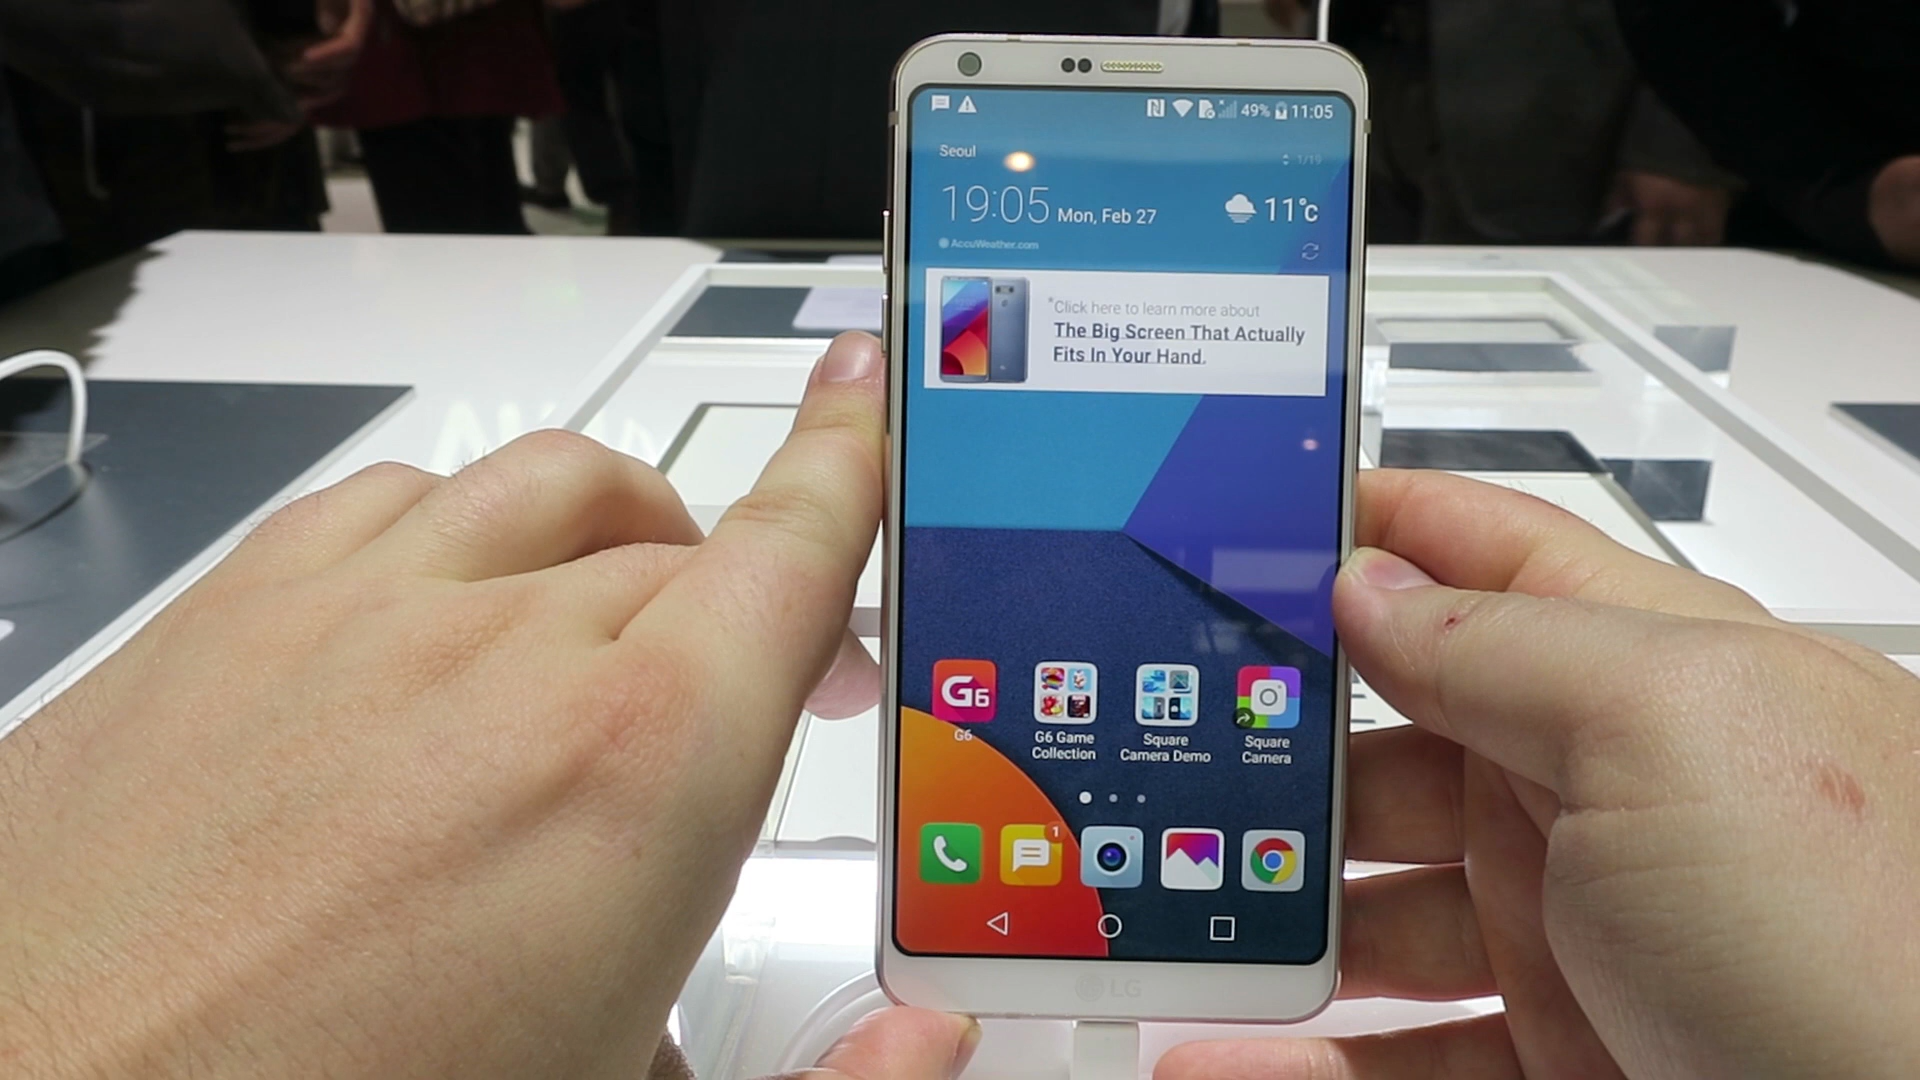 49% 11:05
Seoul
1/19
19:05 Mon, Feb 27
11°c
AccuWeather.com
*Click here to learn more about
The Big Screen That Actually
Fits In Your Hand.
G6
G6
G6 Game
Collection
Square
Camera Demo
Square
Camera
1
LG